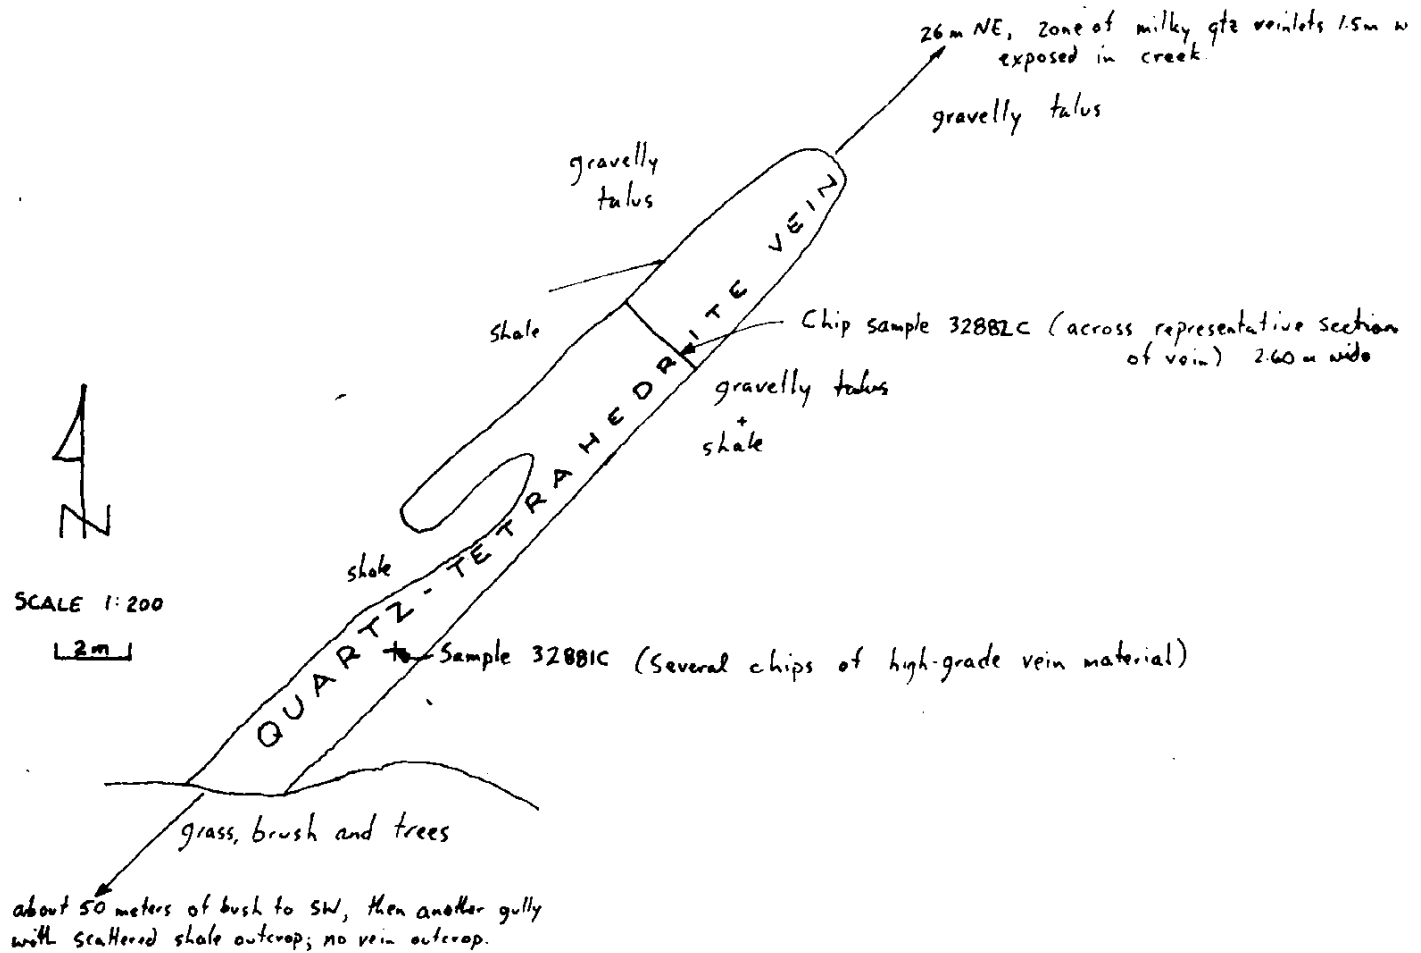 26 m NE, zone of milky qtz veinlets 1.5m w
exposed in creek.
gravelly talus
gravelly
talus
shale
QUARTZ - TETRAHEDRITE VEIN
Chip sample 32882C (across representative section
of vein) 2.60 m wide
gravelly talus
+
shale
N
shale
SCALE 1:200
2m
Sample 32881C (Several chips of high-grade vein material)
grass, brush and trees
about 50 meters of bush to SW, then another gully
with scattered shale outcrop; no vein outcrop.